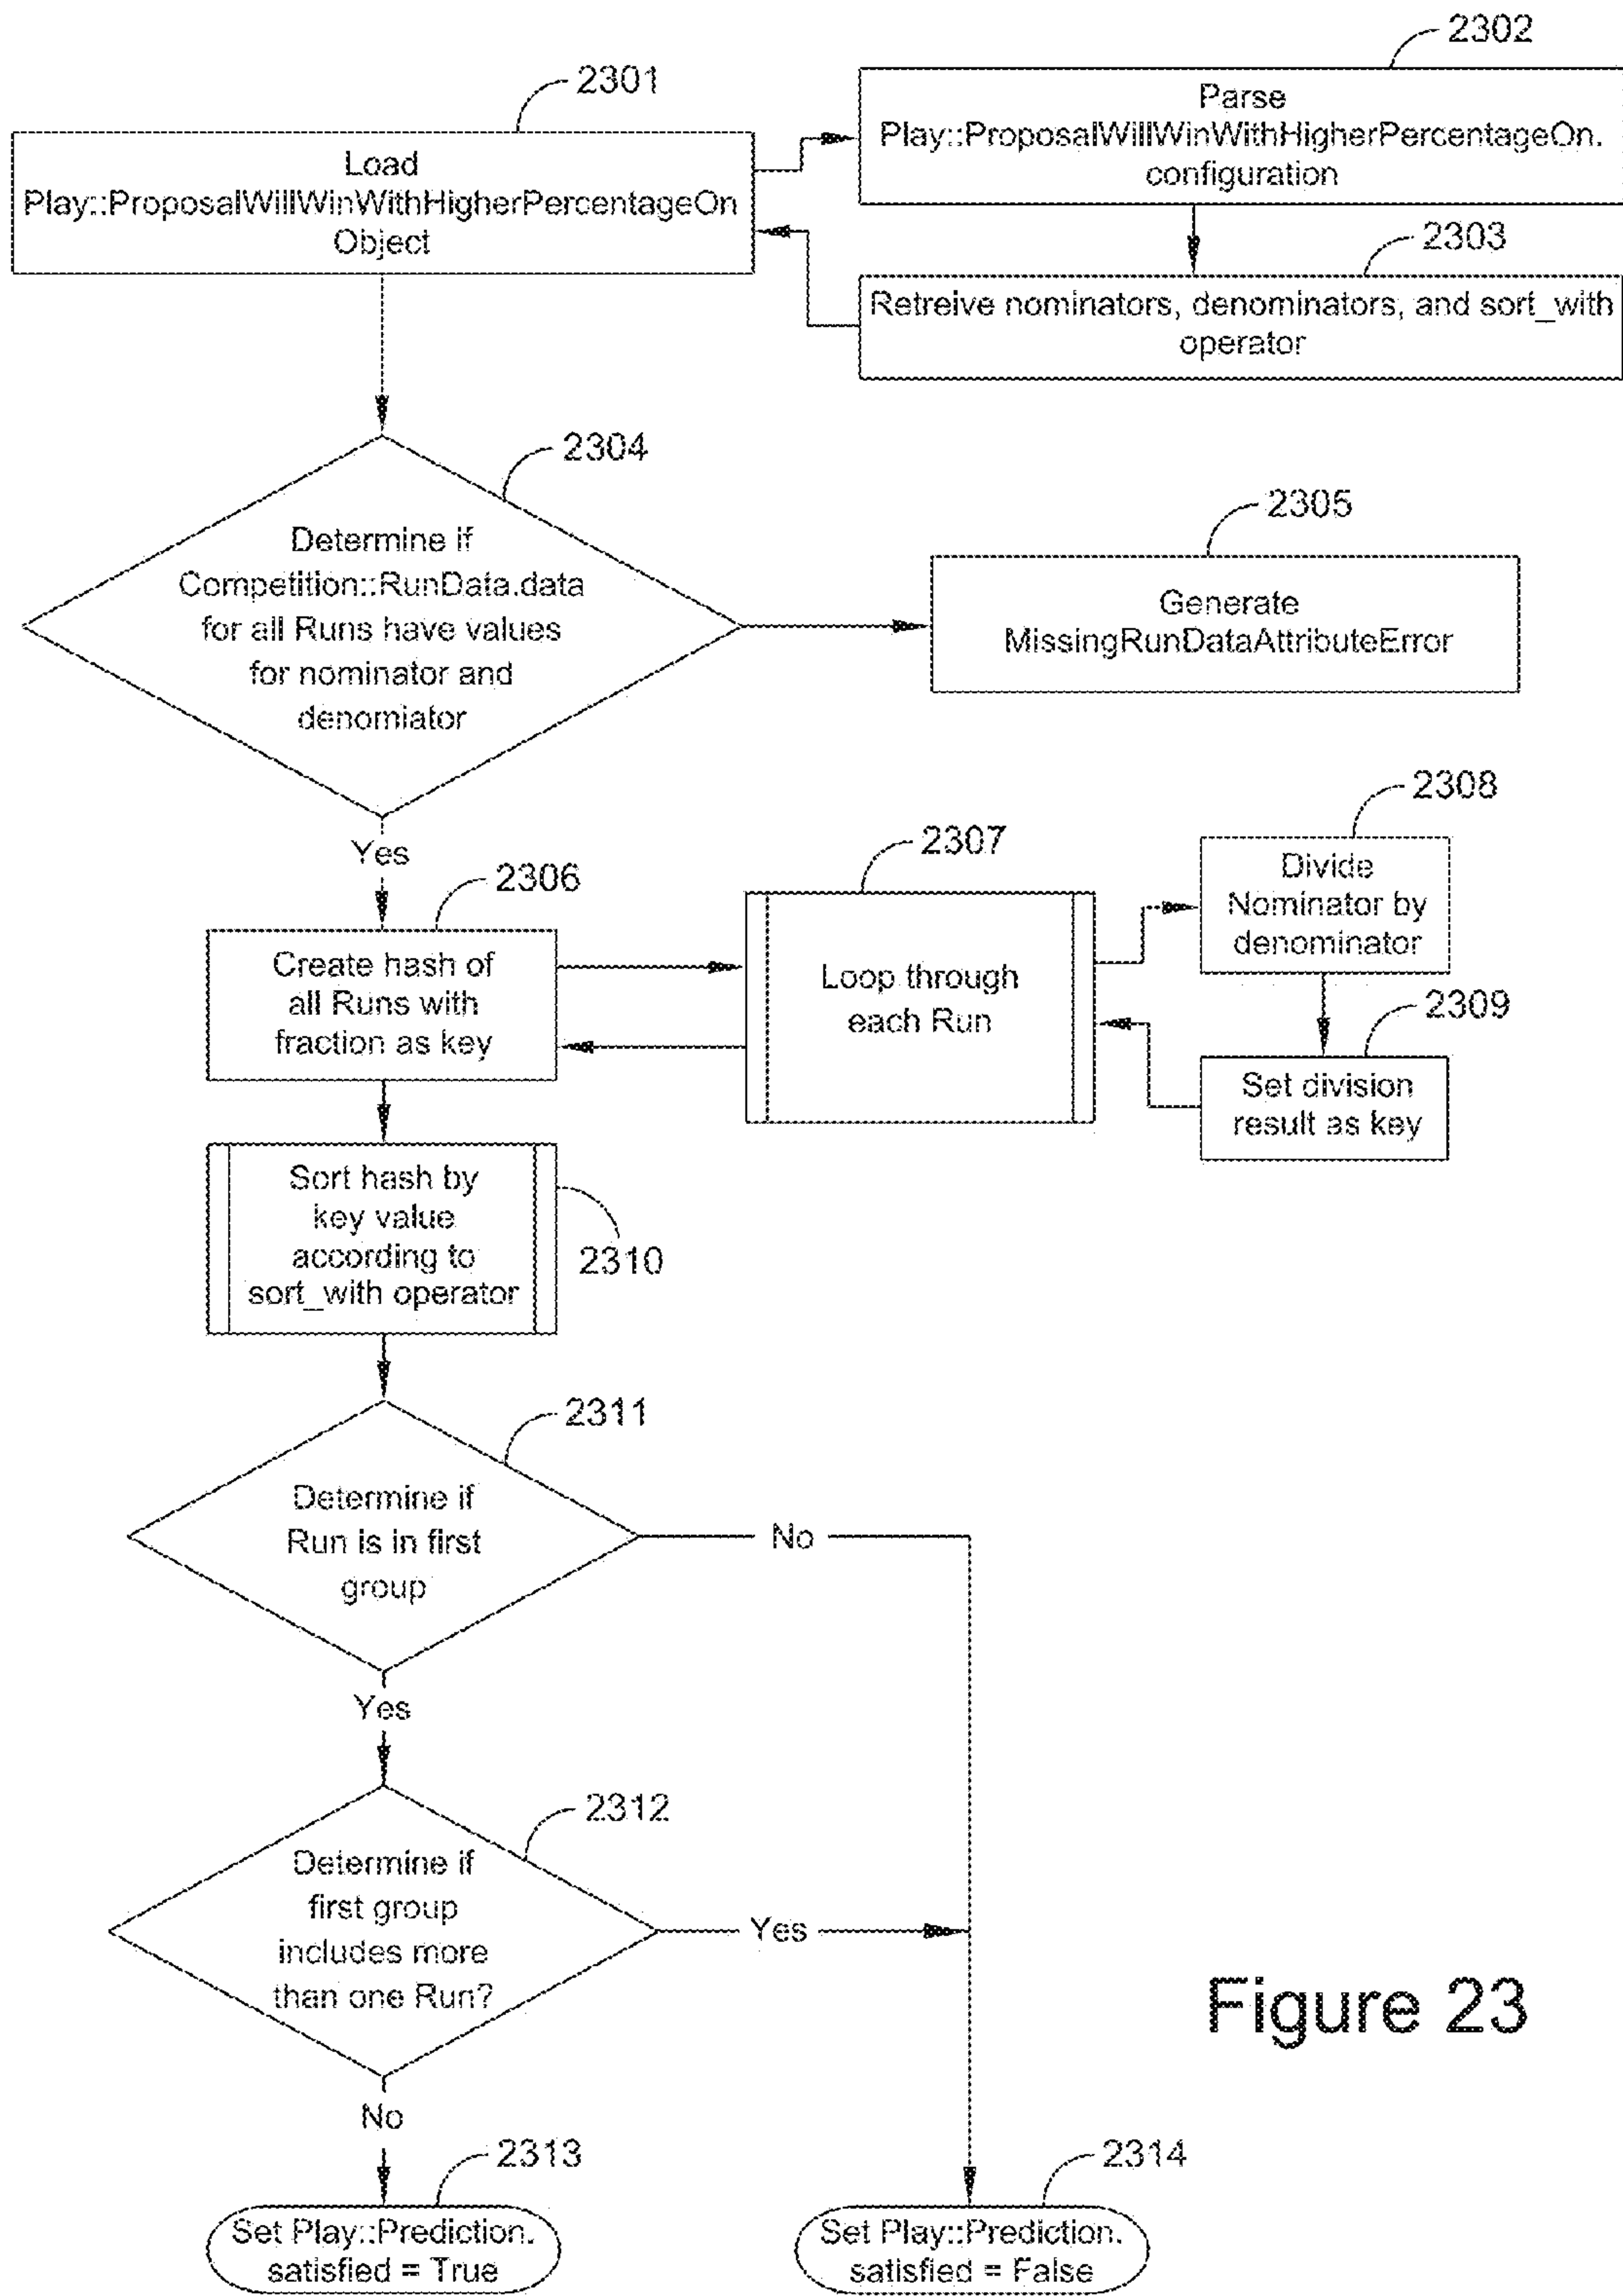 2301
Load
Play::ProposalWillWinWithHigherPercentageOn
Object
2302
Parse
Play::ProposalWillWinWithHigherPercentageOn.
configuration
2303
Retreive nominators, denominators, and sort_with
operator
2304
Determine if
Competition::RunData.data
for all Runs have values
for nominator and
denomiator
2305
Generate
MissingRunDataAttributeError
Yes
2306
Create hash of
all Runs with
fraction as key
2307
Loop through
each Run
2308
Divide
Nominator by
denominator
2309
Set division
result as key
Sort hash by
key value
according to
sort_with operator
2310
2311
Determine if
Run is in first
group
No
Yes
2312
Determine if
first group
includes more
than one Run?
Yes
No
2313
Set Play::Prediction.
satisfied = True
2314
Set Play::Prediction.
satisfied = False
Figure 23